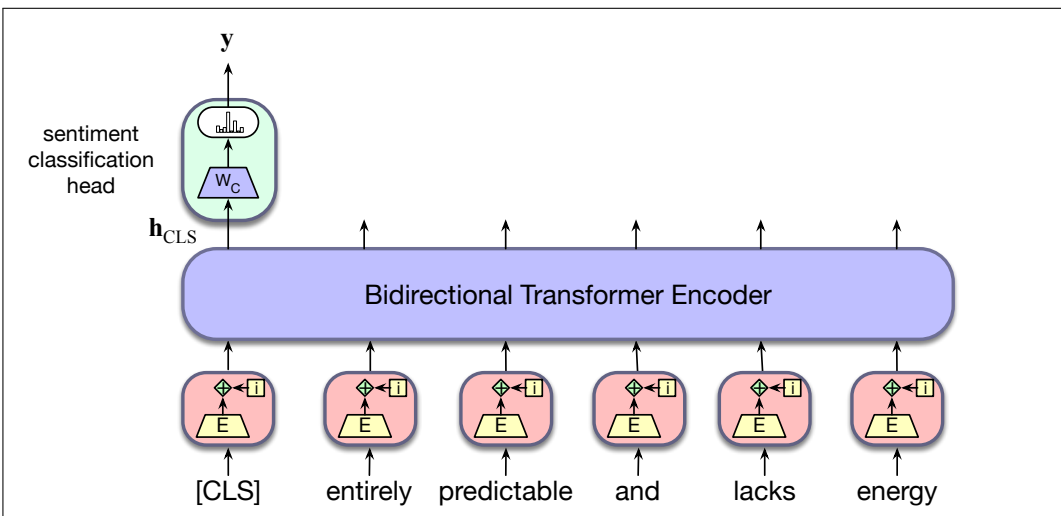 y
sentiment
classification
head
W_C
h_CLS
Bidirectional Transformer Encoder
+ i + i + i + i + i + i
E E E E E E
[CLS] entirely predictable and lacks energy